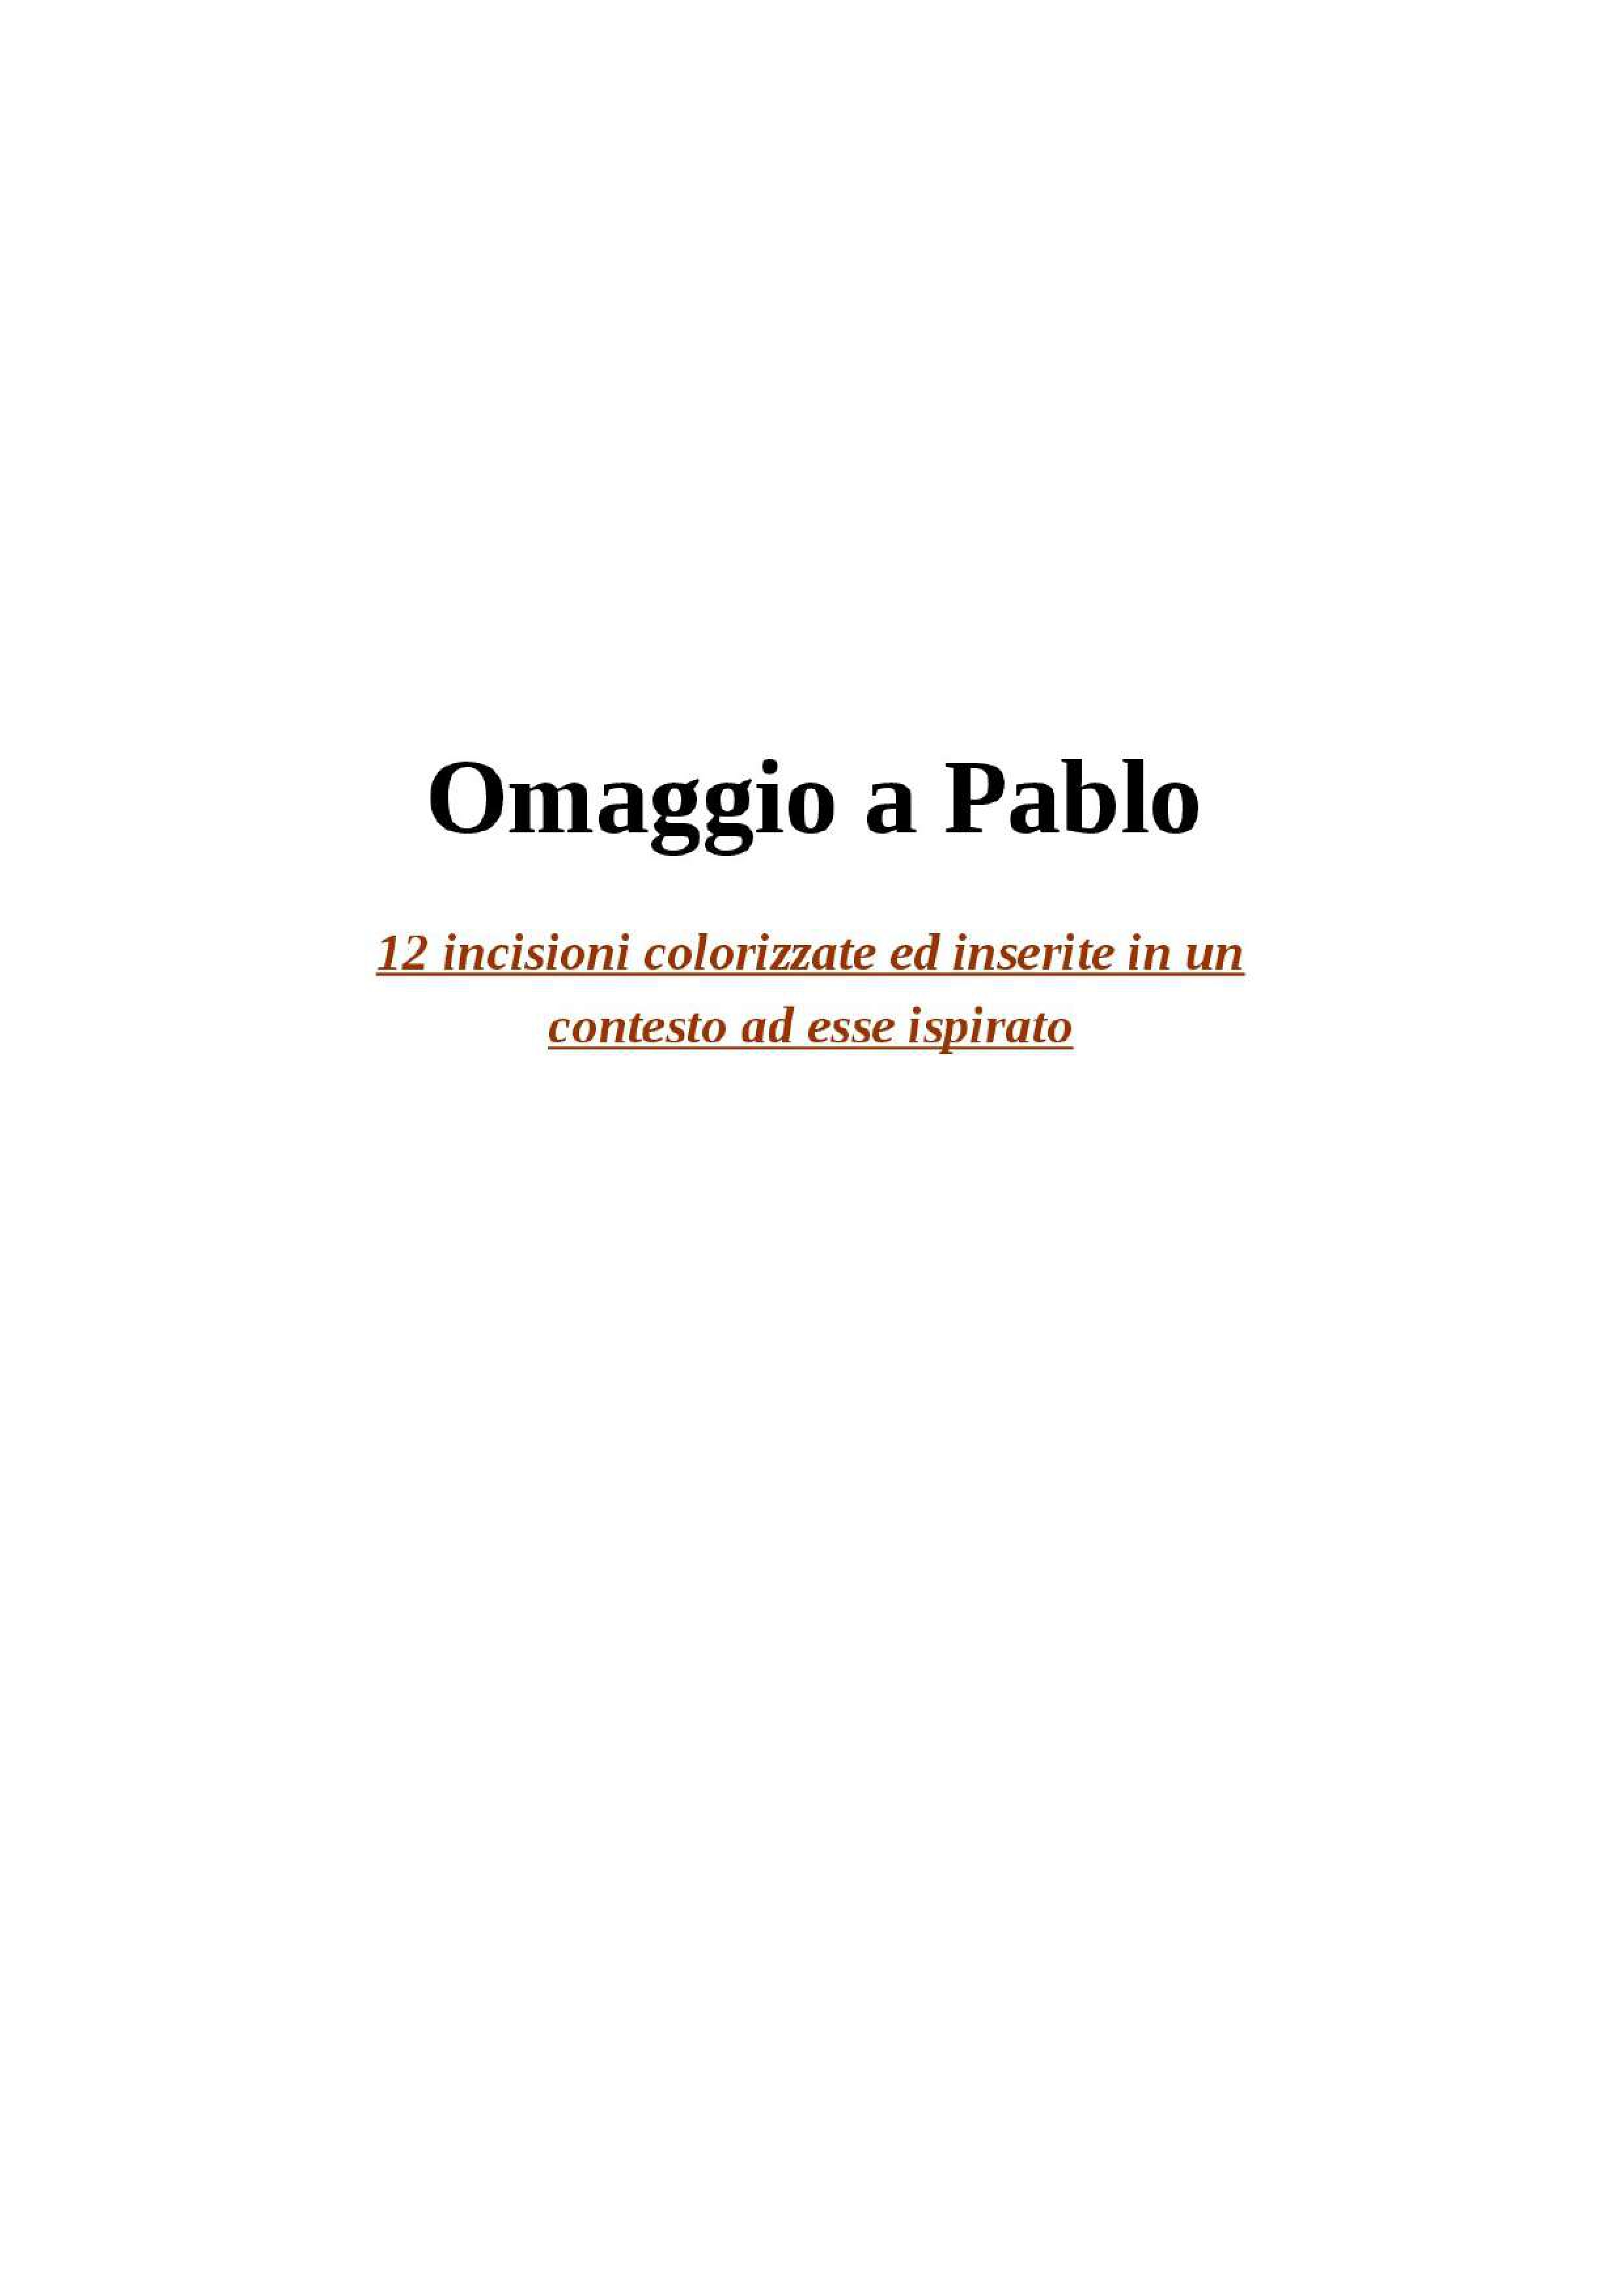 Omaggio a Pablo
12 incisioni colorizzate ed inserite in un
contesto ad esse ispirato